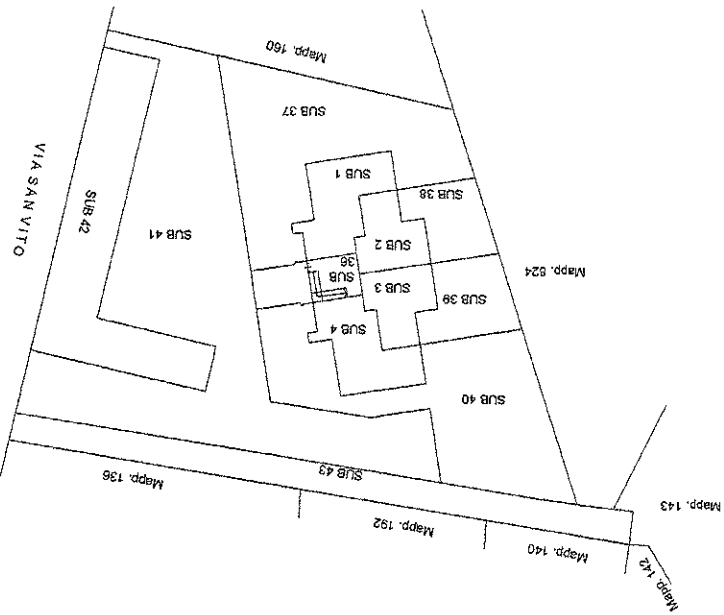 Mapp. 142
Mapp. 140
Mapp. 192
Mapp. 136
Mapp. 143
SUB 43
SUB 40
SUB 4
SUB 39
SUB 3
SUB
36
Mapp. 824
SUB 2
SUB 41
SUB 42
VIA SAN VITO
SUB 38
SUB 1
SUB 37
Mapp. 160